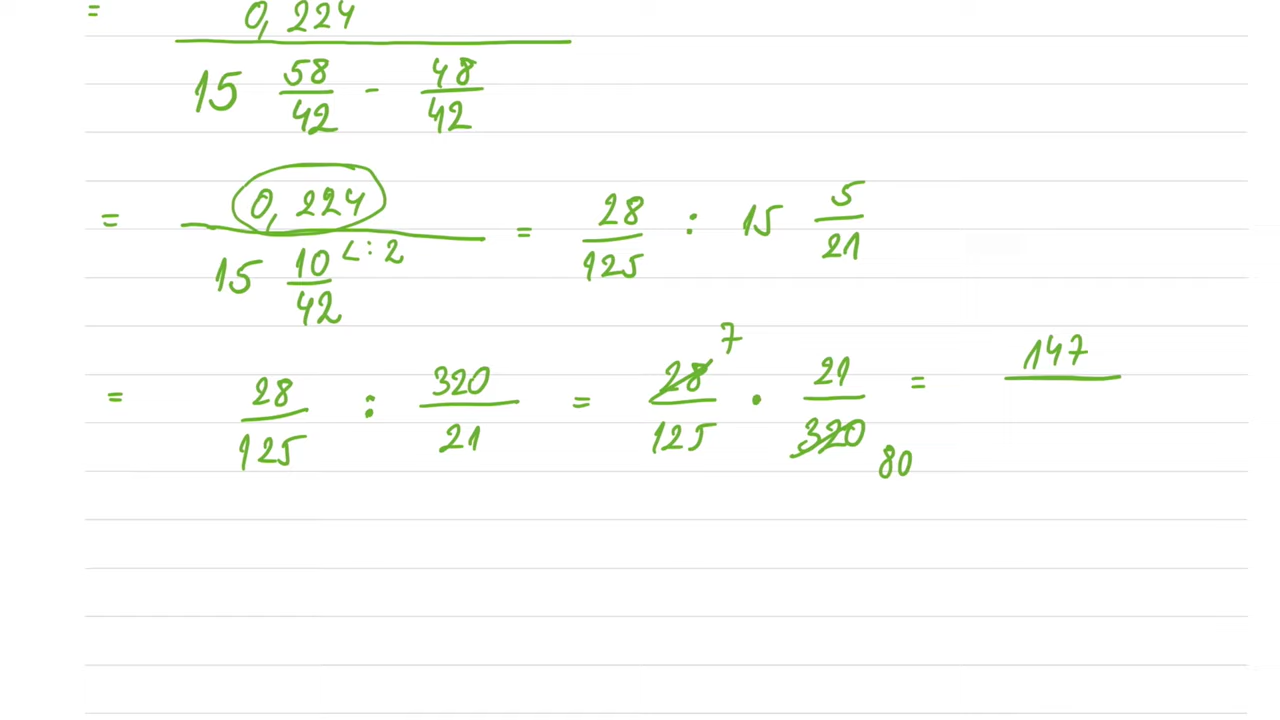 = 0,224 / 15 58/42 - 48/42
= 0,224 / 15 10/42 <:2 = 28/125 : 15 5/21
= 28/125 : 320/21 = 28/125 7 · 21/320 80 = 147